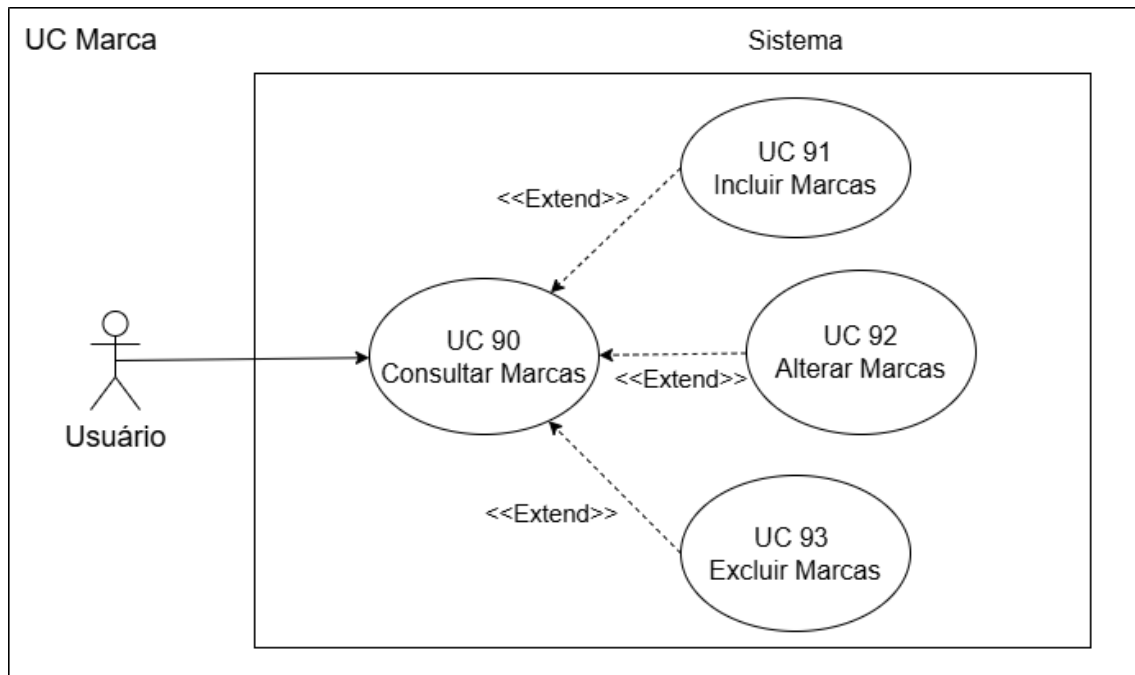 UC Marca
Sistema
UC 91
Incluir Marcas
<<Extend>>
UC 90
Consultar Marcas
UC 92
Alterar Marcas
<<Extend>>
Usuário
<<Extend>>
UC 93
Excluir Marcas